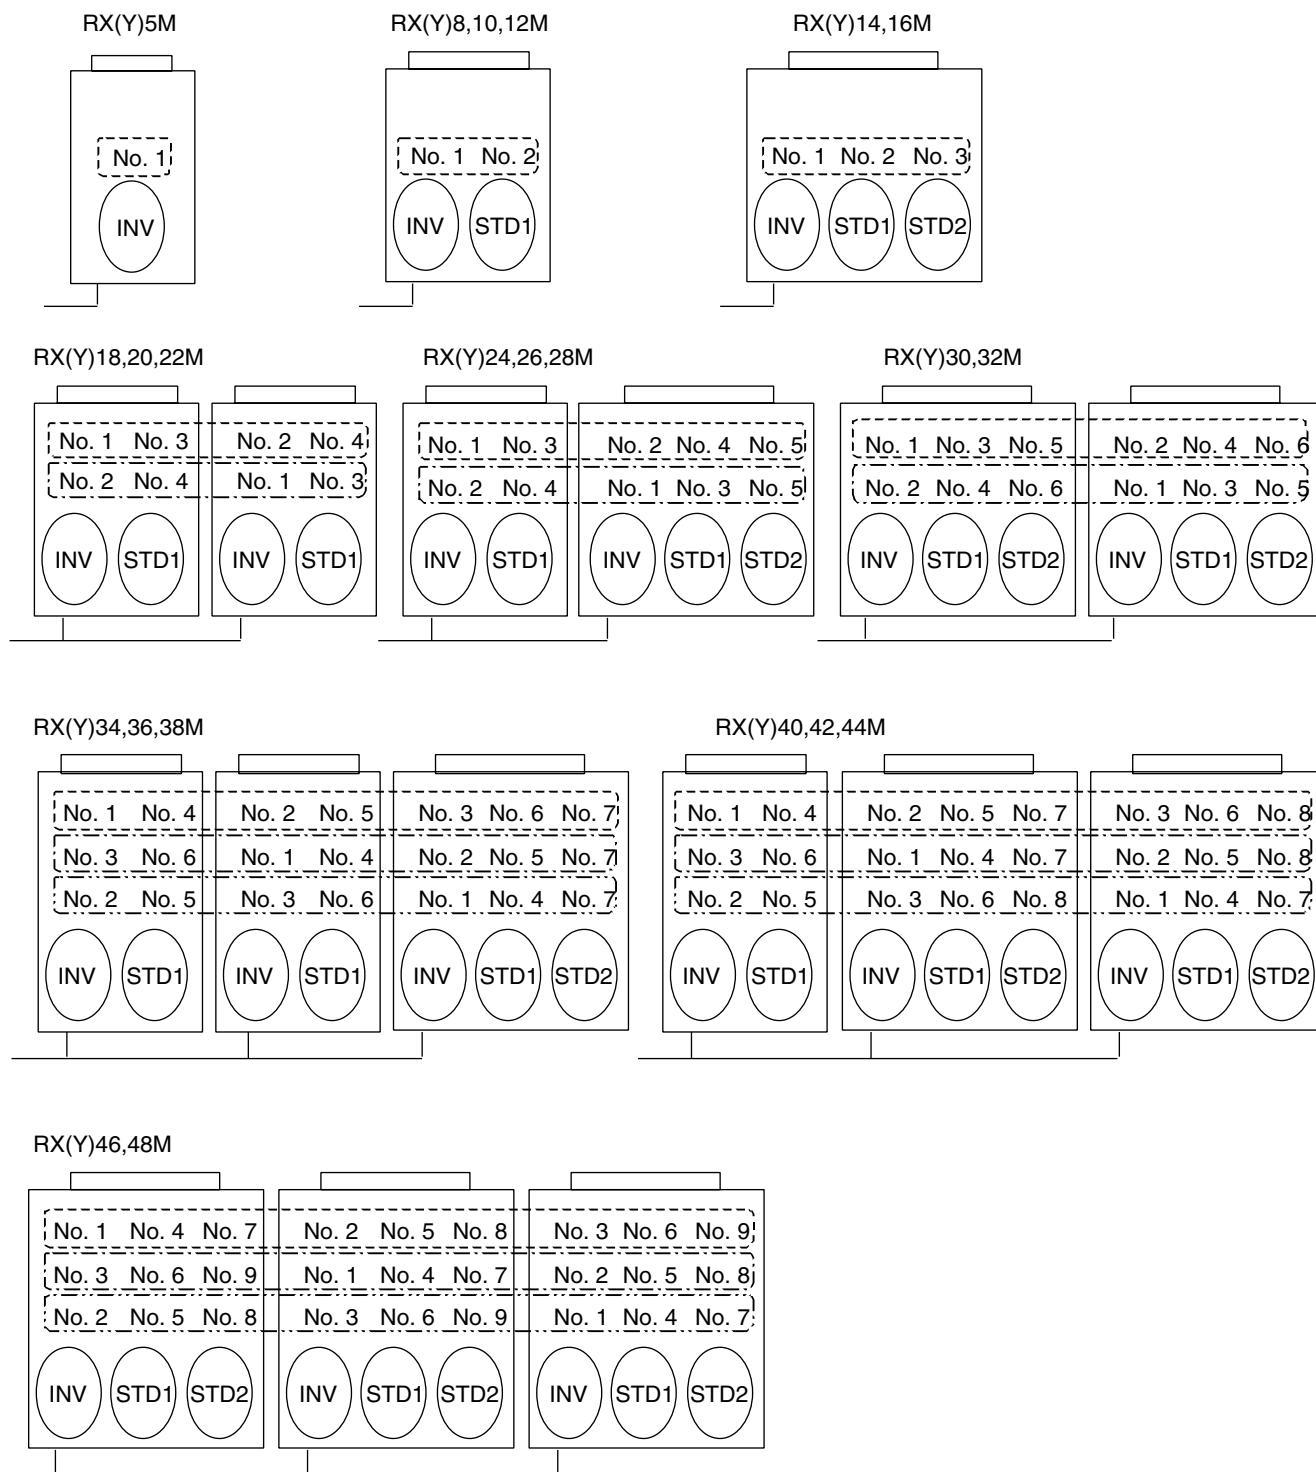 RX(Y)5M RX(Y)8,10,12M RX(Y)14,16M
No. 1 No. 1 No. 2 No. 1 No. 2 No. 3
INV INV STD1 INV STD1 STD2
RX(Y)18,20,22M RX(Y)24,26,28M RX(Y)30,32M
No. 1 No. 3 No. 2 No. 4 No. 1 No. 3 No. 2 No. 4 No. 5 No. 1 No. 3 No. 5 No. 2 No. 4 No. 6
No. 2 No. 4 No. 1 No. 3 No. 2 No. 4 No. 1 No. 3 No. 5 No. 2 No. 4 No. 6 No. 1 No. 3 No. 5
INV STD1 INV STD1 INV STD1 INV STD1 STD2 INV STD1 STD2 INV STD1 STD2
RX(Y)34,36,38M RX(Y)40,42,44M
No. 1 No. 4 No. 2 No. 5 No. 3 No. 6 No. 7 No. 1 No. 4 No. 2 No. 5 No. 7 No. 3 No. 6 No. 8
No. 3 No. 6 No. 1 No. 4 No. 2 No. 5 No. 7 No. 3 No. 6 No. 1 No. 4 No. 7 No. 2 No. 5 No. 8
No. 2 No. 5 No. 3 No. 6 No. 1 No. 4 No. 7 No. 2 No. 5 No. 3 No. 6 No. 8 No. 1 No. 4 No. 7
INV STD1 INV STD1 INV STD1 STD2 INV STD1 INV STD1 STD2 INV STD1 STD2
RX(Y)46,48M
No. 1 No. 4 No. 7 No. 2 No. 5 No. 8 No. 3 No. 6 No. 9
No. 3 No. 6 No. 9 No. 1 No. 4 No. 7 No. 2 No. 5 No. 8
No. 2 No. 5 No. 8 No. 3 No. 6 No. 9 No. 1 No. 4 No. 7
INV STD1 STD2 INV STD1 STD2 INV STD1 STD2